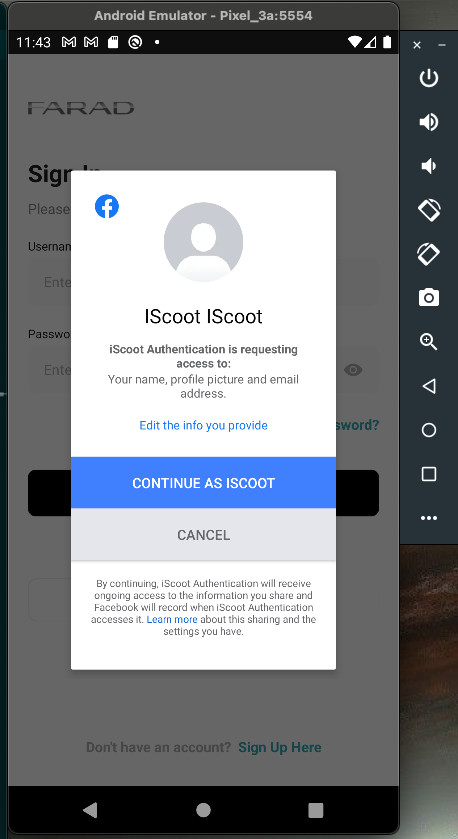 Android Emulator - Pixel_3a:5554
11:43
FARAD
Sign In
Please
Usernam
Ente
Passwo
Ente
sword?
IScoot IScoot
iScoot Authentication is requesting
access to:
Your name, profile picture and email
address.
Edit the info you provide
CONTINUE AS ISCOOT
CANCEL
By continuing, iScoot Authentication will receive
ongoing access to the information you share and
Facebook will record when iScoot Authentication
accesses it. Learn more about this sharing and the
settings you have.
Don't have an account? Sign Up Here